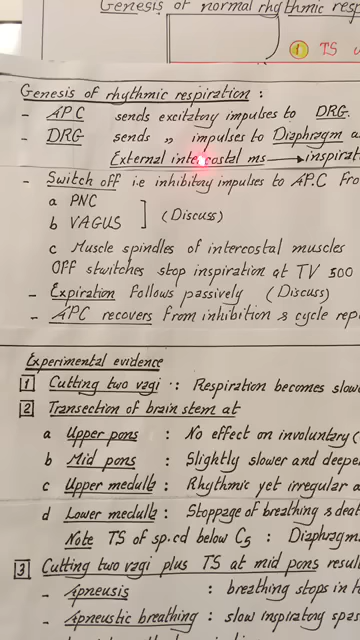 Genesis of normal rhythmic resp
1 TS
Genesis of rhythmic respiration :
- APC sends excitatory impulses to DRG.
- DRG sends ,, impulses to Diaphragm a
External intercostal ms → inspirat
- Switch off i.e inhibitory impulses to APC Fro
a PNC
b VAGUS ] (Discuss)
c Muscle spindles of intercostal muscles
OFF stwitches stop inspiration at TV 500
- Expiration Follows passively (Discuss)
- APC recovers From inhibition & cycle rep
Experimental evidence
1 Cutting two vagi : Respiration becomes slow
2 Transection of brain stem at
a Upper pons : No effect on involuntary (
b Mid pons : Slightly slower and deepe
c Upper medulla : Rhythmic yet irregular a
d Lower medulla : Stoppage of breathing & deat
Note TS of sp.cd below C5 : Diaphragm
3 Cutting two vagi plus TS at mid pons resul
- Apneusis : breathing stops in
- Apneustic breathing : slow inspiratory spas